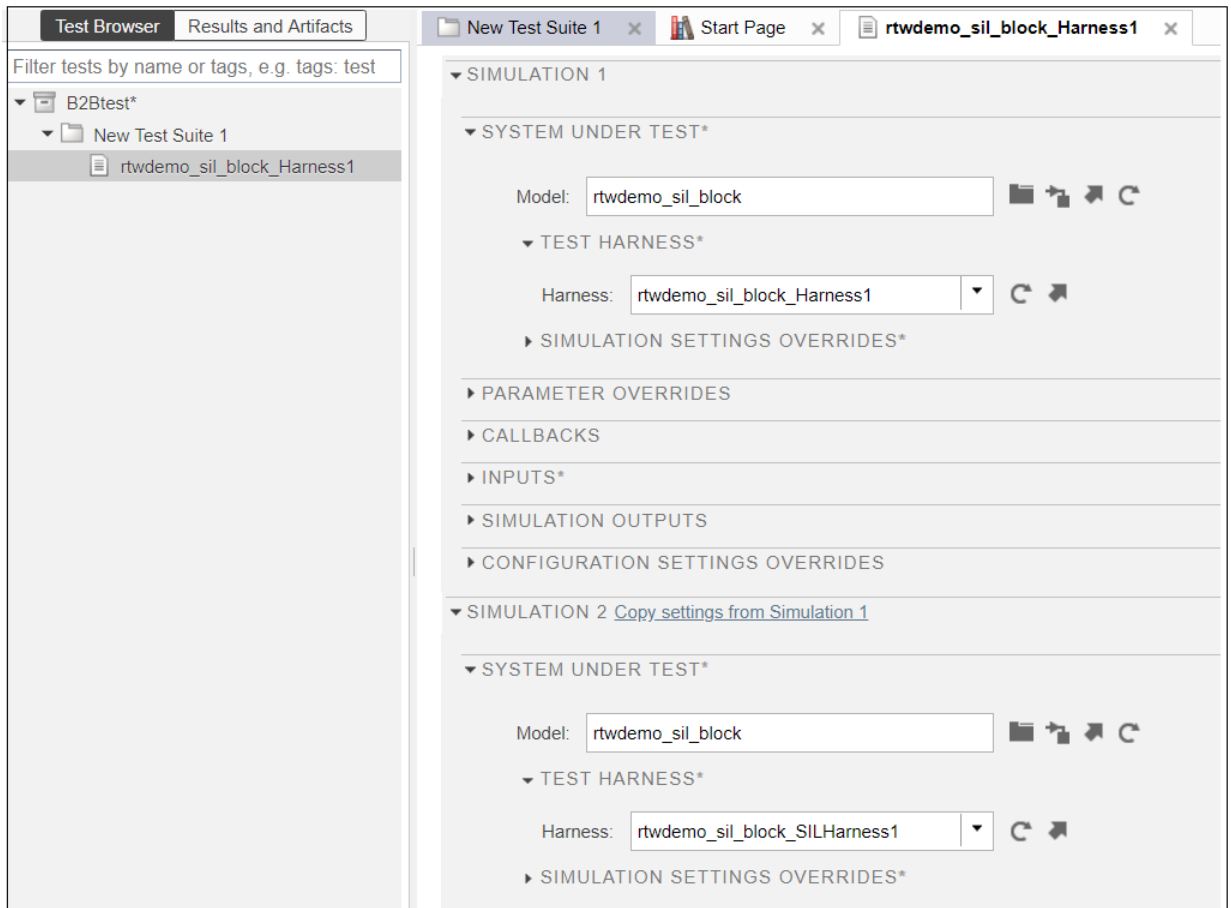 Test Browser Results and Artifacts
New Test Suite 1 Start Page rtwdemo_sil_block_Harness1
Filter tests by name or tags, e.g. tags: test
B2Btest*
New Test Suite 1
rtwdemo_sil_block_Harness1
SIMULATION 1
SYSTEM UNDER TEST*
Model: rtwdemo_sil_block
TEST HARNESS*
Harness: rtwdemo_sil_block_Harness1
SIMULATION SETTINGS OVERRIDES*
PARAMETER OVERRIDES
CALLBACKS
INPUTS*
SIMULATION OUTPUTS
CONFIGURATION SETTINGS OVERRIDES
SIMULATION 2 Copy settings from Simulation 1
SYSTEM UNDER TEST*
Model: rtwdemo_sil_block
TEST HARNESS*
Harness: rtwdemo_sil_block_SILHarness1
SIMULATION SETTINGS OVERRIDES*